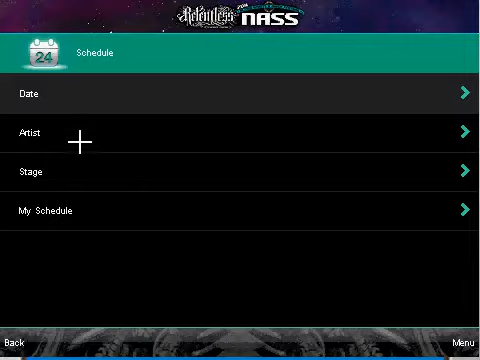 Relentless NASS
24 Schedule
Date
Artist
Stage
My Schedule
Back Menu